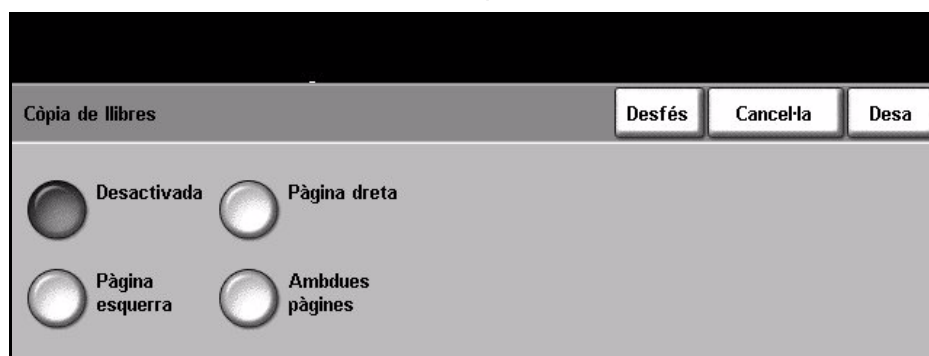 Còpia de llibres Desfés Cancel·la Desa
Desactivada Pàgina dreta
Pàgina esquerra Ambdues pàgines